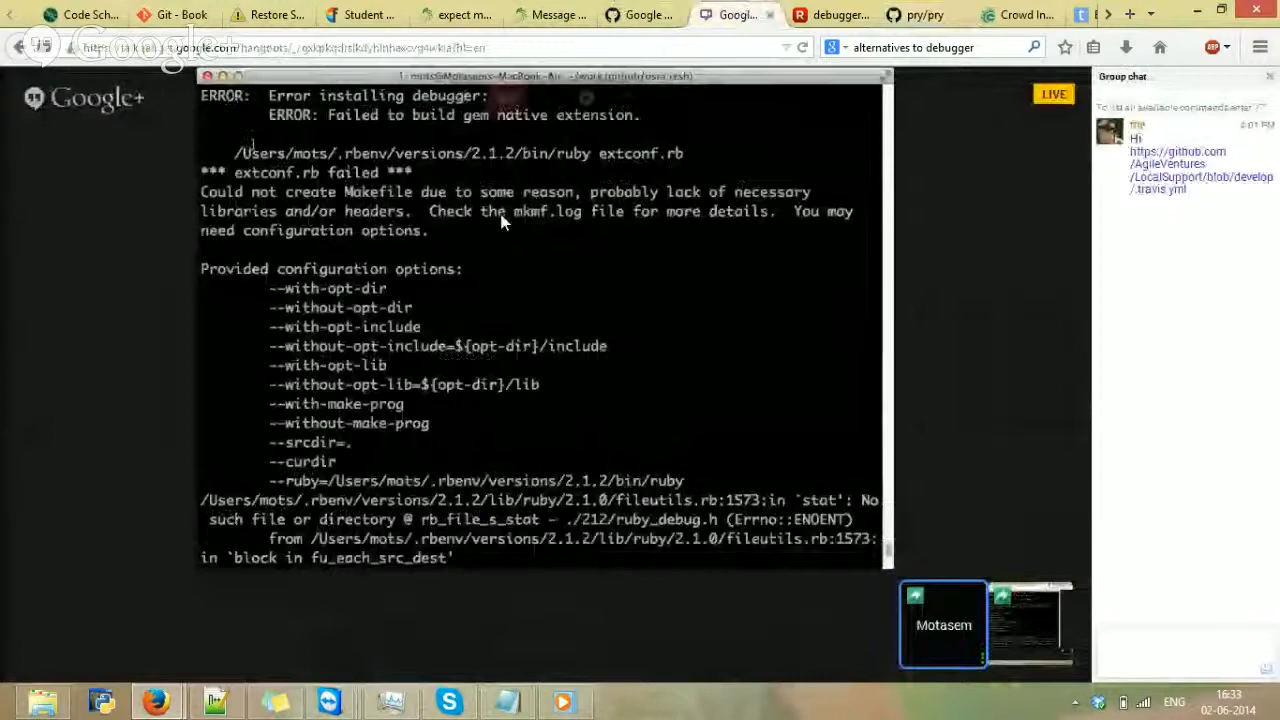 Code Sch...
Git - Book
Restore S...
Student ...
expect m...
Message ...
Google ...
Googl...
debugger...
pry/pry
Crowd In...
alternatives to debugger
Google+
Google+
1. mots@Motasems-MacBook-Air
LIVE
Group chat
ERROR:  Error installing debugger:
ERROR: Failed to build gem native extension.
/Users/mots/.rbenv/versions/2.1.2/bin/ruby extconf.rb
*** extconf.rb failed ***
Could not create Makefile due to some reason, probably lack of necessary
libraries and/or headers.  Check the mkmf.log file for more details.  You may
need configuration options.
Provided configuration options:
--with-opt-dir
--without-opt-dir
--with-opt-include
--without-opt-include=${opt-dir}/include
--with-opt-lib
--without-opt-lib=${opt-dir}/lib
--with-make-prog
--without-make-prog
--srcdir=.
--curdir
--ruby=/Users/mots/.rbenv/versions/2.1.2/bin/ruby
/Users/mots/.rbenv/versions/2.1.2/lib/ruby/2.1.0/fileutils.rb:1573:in `stat': No
such file or directory @ rb_file_s_stat - ./212/ruby_debug.h (Errno::ENOENT)
from /Users/mots/.rbenv/versions/2.1.2/lib/ruby/2.1.0/fileutils.rb:1573:
in `block in fu_each_src_dest'
4:01 PM
Hi
https://github.com
/AgileVentures
/LocalSupport/blob/develop
/.travis.yml
Motasem
ENG
16:33
02-06-2014